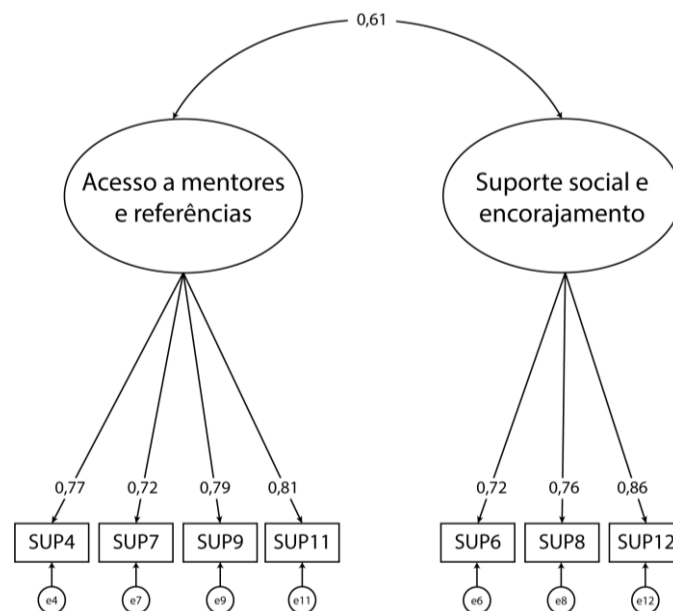 0,61
Acesso a mentores
e referências
Suporte social e
encorajamento
0,77 0,72 0,79 0,81
0,72 0,76 0,86
SUP4 SUP7 SUP9 SUP11
SUP6 SUP8 SUP12
e4 e7 e9 e11
e6 e8 e12